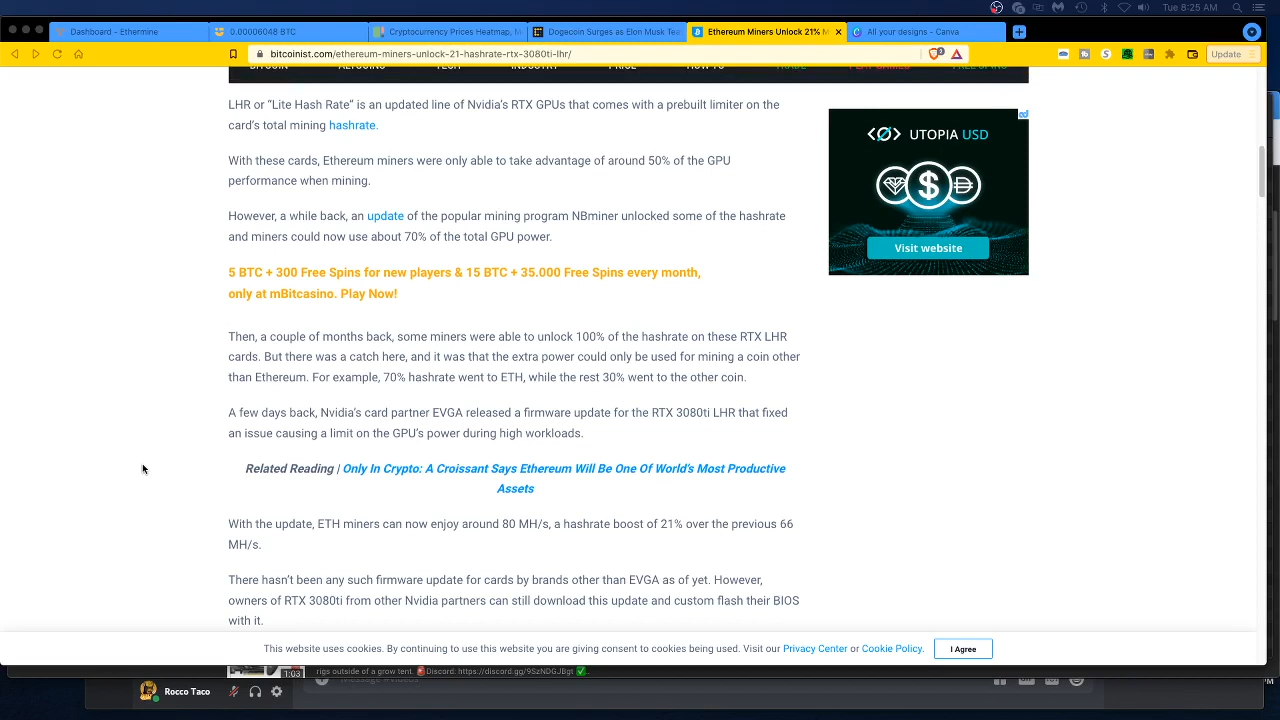 Tue 8:25 AM
Dashboard - Ethermine
0.00006048 BTC
Cryptocurrency Prices Heatmap, M
Dogecoin Surges as Elon Musk Tea
Ethereum Miners Unlock 21%
All your designs - Canva
bitcoinist.com/ethereum-miners-unlock-21-hashrate-rtx-3080ti-lhr/
Update
LHR or “Lite Hash Rate” is an updated line of Nvidia's RTX GPUs that comes with a prebuilt limiter on the
card's total mining hashrate.
With these cards, Ethereum miners were only able to take advantage of around 50% of the GPU
performance when mining.
However, a while back, an update of the popular mining program NBminer unlocked some of the hashrate
and miners could now use about 70% of the total GPU power.
5 BTC + 300 Free Spins for new players & 15 BTC + 35.000 Free Spins every month,
only at mBitcasino. Play Now!
Then, a couple of months back, some miners were able to unlock 100% of the hashrate on these RTX LHR
cards. But there was a catch here, and it was that the extra power could only be used for mining a coin other
than Ethereum. For example, 70% hashrate went to ETH, while the rest 30% went to the other coin.
A few days back, Nvidia's card partner EVGA released a firmware update for the RTX 3080ti LHR that fixed
an issue causing a limit on the GPU's power during high workloads.
Related Reading | Only In Crypto: A Croissant Says Ethereum Will Be One Of World's Most Productive
Assets
With the update, ETH miners can now enjoy around 80 MH/s, a hashrate boost of 21% over the previous 66
MH/s.
There hasn't been any such firmware update for cards by brands other than EVGA as of yet. However,
owners of RTX 3080ti from other Nvidia partners can still download this update and custom flash their BIOS
with it.
UTOPIA USD
Visit website
This website uses cookies. By continuing to use this website you are giving consent to cookies being used. Visit our Privacy Center or Cookie Policy.
I Agree
1:03
rigs outside of a grow tent. Discord: https://discord.gg/9SzNDGJBgt
Rocco Taco